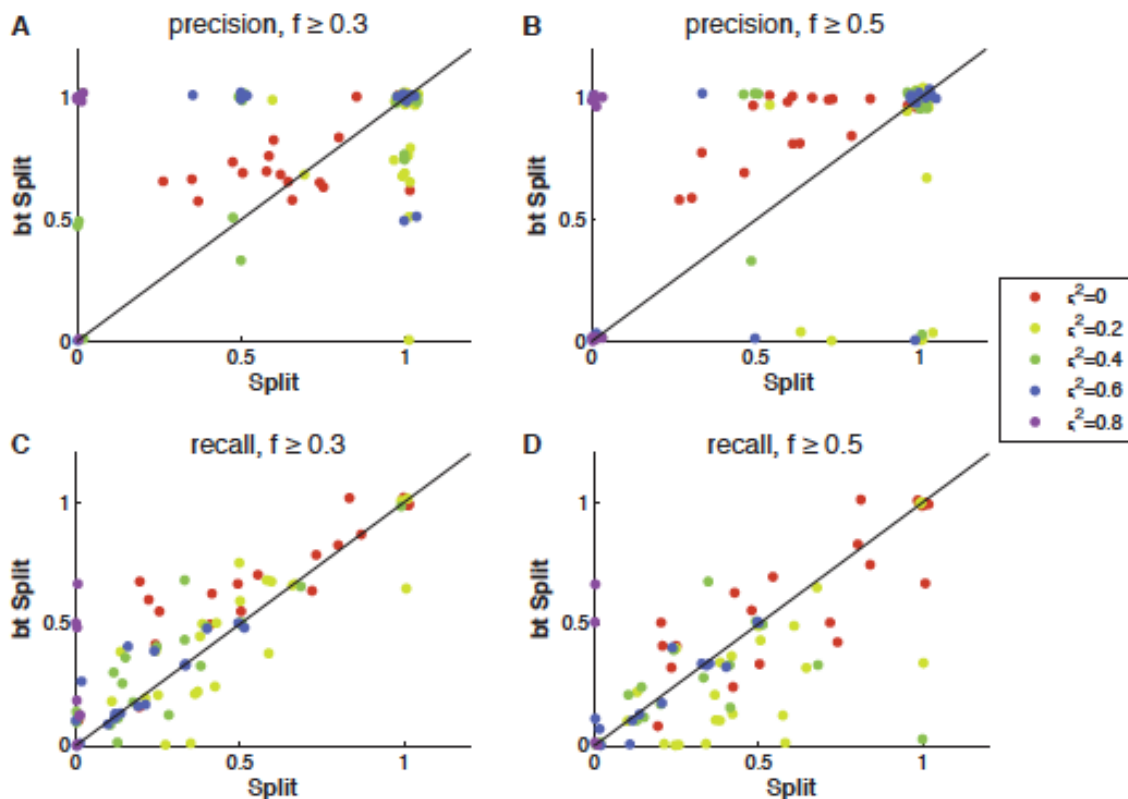 A
precision, f ≥ 0.3
1
0.5
0
bt Split
0
0.5
1
Split
B
precision, f ≥ 0.5
1
0.5
0
bt Split
0
0.5
1
Split
ε²=0
ε²=0.2
ε²=0.4
ε²=0.6
ε²=0.8
C
recall, f ≥ 0.3
1
0.5
0
bt Split
0
0.5
1
Split
D
recall, f ≥ 0.5
1
0.5
0
bt Split
0
0.5
1
Split